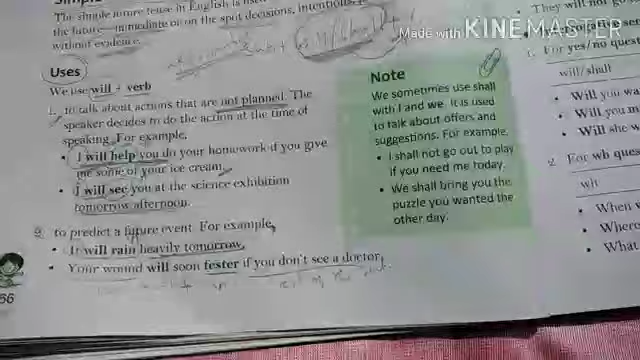 Simple
The simple future tense in English is used
the future—immediate or on the spot decisions, intentions,
without evidence.
Uses
We use will + verb
1. to talk about actions that are not planned. The
speaker decides to do the action at the time of
speaking. For example,
• I will help you do your homework if you give
me some of your ice cream.
• I will see you at the science exhibition
tomorrow afternoon.
2. to predict a future event. For example,
• It will rain heavily tomorrow.
• Your wound will soon fester if you don't see a doctor.
56
Note
We sometimes use shall
with I and we. It is used
to talk about offers and
suggestions. For example,
• I shall not go out to play
if you need me today.
• We shall bring you the
puzzle you wanted the
other day.
• They will not go
Made with KINEMASTER
1. For yes/no quest
will/shall
• Will you wa
• Will you m
• Will she w
2. For wh ques
wh
• When w
• Where
• What